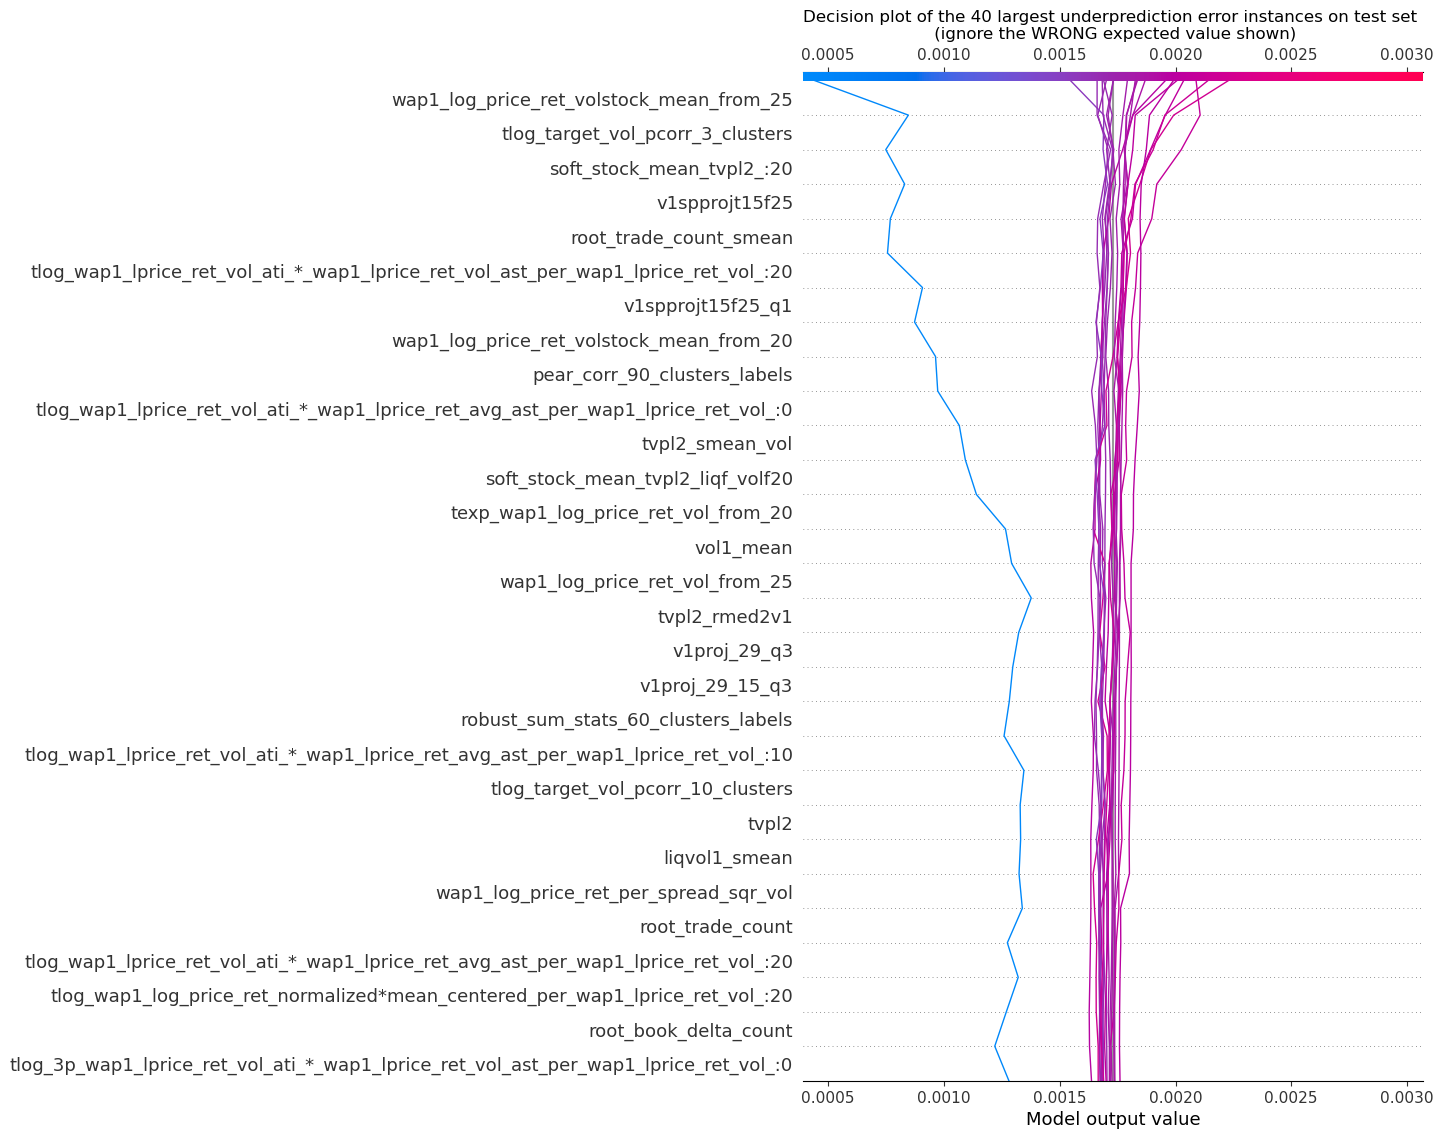 Decision plot of the 40 largest underprediction error instances on test set
(ignore the WRONG expected value shown)
0.0005 0.0010 0.0015 0.0020 0.0025 0.0030
wap1_log_price_ret_volstock_mean_from_25
tlog_target_vol_pcorr_3_clusters
soft_stock_mean_tvpl2_:20
v1spprojt15f25
root_trade_count_smean
tlog_wap1_lprice_ret_vol_ati_*_wap1_lprice_ret_vol_ast_per_wap1_lprice_ret_vol_:20
v1spprojt15f25_q1
wap1_log_price_ret_volstock_mean_from_20
pear_corr_90_clusters_labels
tlog_wap1_lprice_ret_vol_ati_*_wap1_lprice_ret_avg_ast_per_wap1_lprice_ret_vol_:0
tvpl2_smean_vol
soft_stock_mean_tvpl2_liqf_volf20
texp_wap1_log_price_ret_vol_from_20
vol1_mean
wap1_log_price_ret_vol_from_25
tvpl2_rmed2v1
v1proj_29_q3
v1proj_29_15_q3
robust_sum_stats_60_clusters_labels
tlog_wap1_lprice_ret_vol_ati_*_wap1_lprice_ret_avg_ast_per_wap1_lprice_ret_vol_:10
tlog_target_vol_pcorr_10_clusters
tvpl2
liqvol1_smean
wap1_log_price_ret_per_spread_sqr_vol
root_trade_count
tlog_wap1_lprice_ret_vol_ati_*_wap1_lprice_ret_avg_ast_per_wap1_lprice_ret_vol_:20
tlog_wap1_log_price_ret_normalized*mean_centered_per_wap1_lprice_ret_vol_:20
root_book_delta_count
tlog_3p_wap1_lprice_ret_vol_ati_*_wap1_lprice_ret_vol_ast_per_wap1_lprice_ret_vol_:0
0.0005 0.0010 0.0015 0.0020 0.0025 0.0030
Model output value